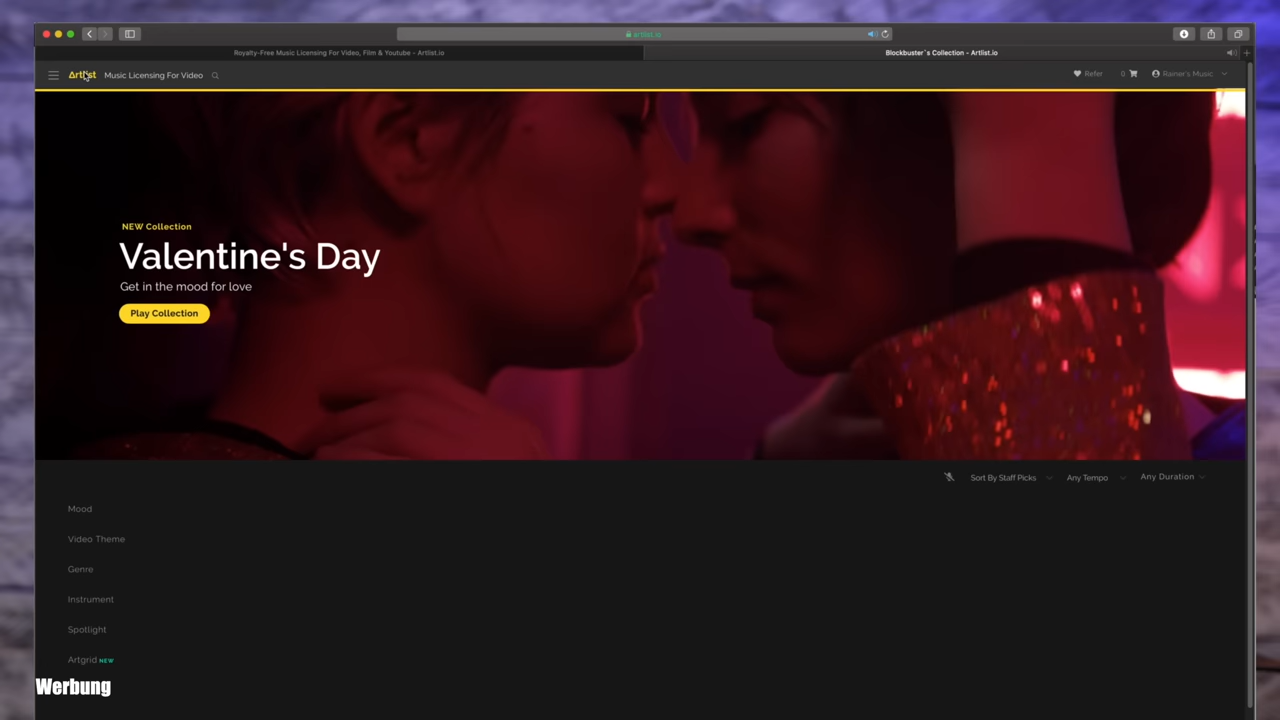 artlist.io
Royalty-Free Music Licensing For Video, Film & Youtube - Artlist.io
Blockbuster's Collection - Artlist.io
Artlist
Music Licensing For Video
Refer
0
Rainer's Music
NEW Collection
Valentine's Day
Get in the mood for love
Play Collection
Sort By Staff Picks
Any Tempo
Any Duration
Mood
Video Theme
Genre
Instrument
Spotlight
Artgrid NEW
Werbung